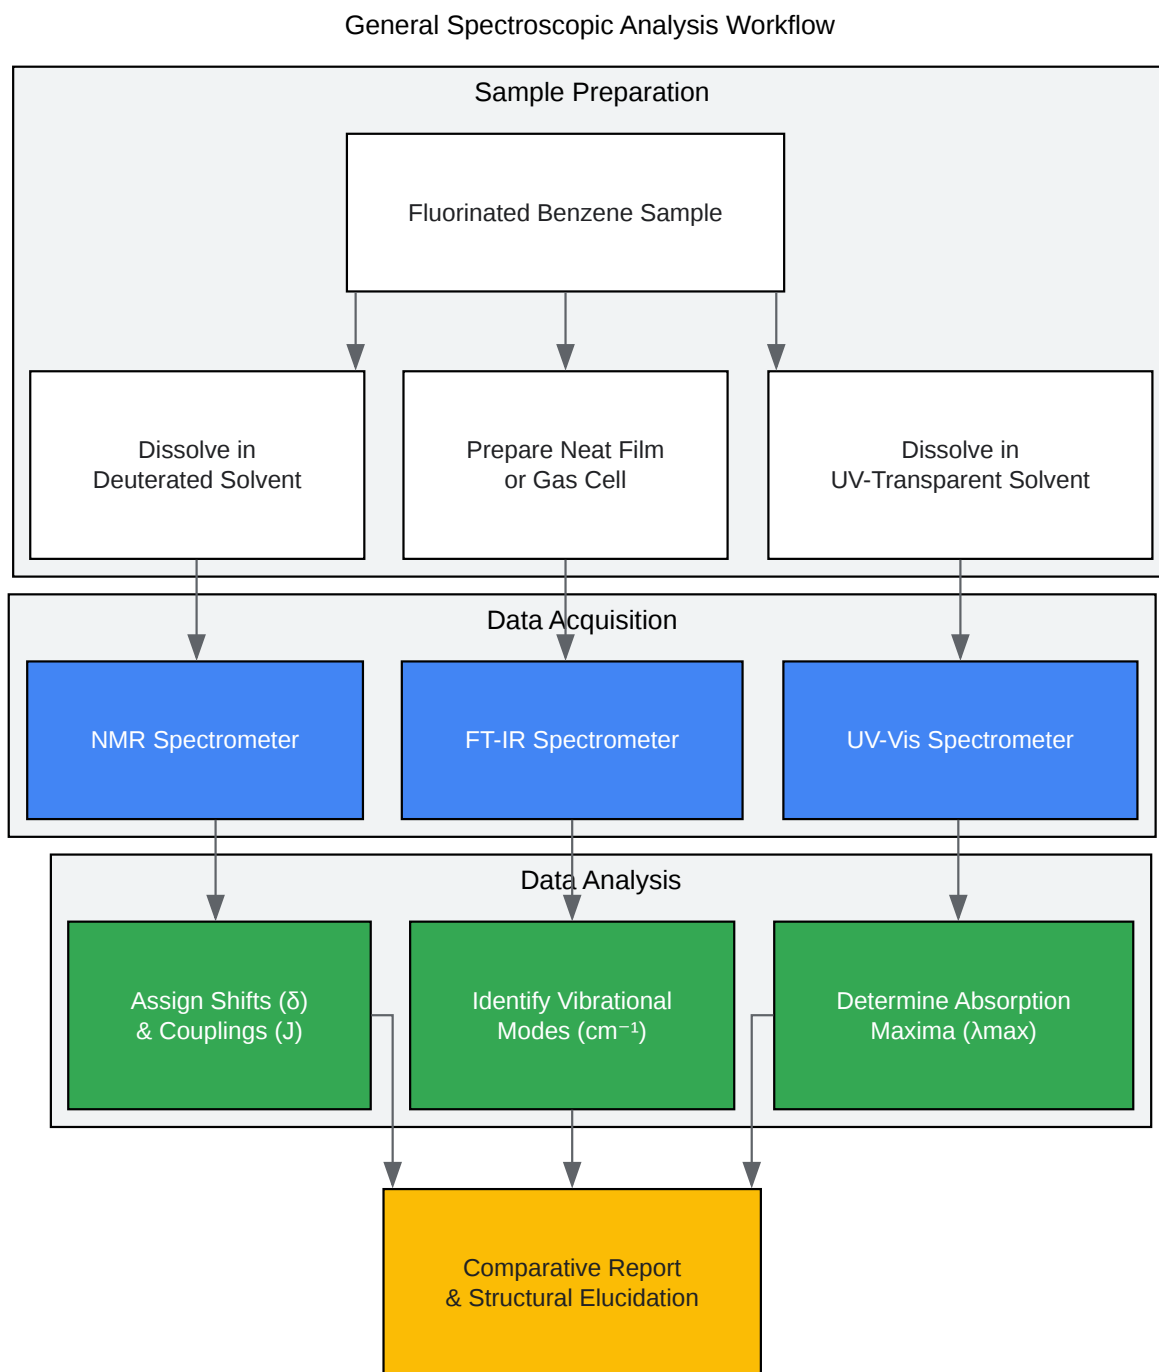 General Spectroscopic Analysis Workflow
Sample Preparation
Fluorinated Benzene Sample
Dissolve in
Deuterated Solvent
Prepare Neat Film
or Gas Cell
Dissolve in
UV-Transparent Solvent
Data Acquisition
NMR Spectrometer
FT-IR Spectrometer
UV-Vis Spectrometer
Data Analysis
Assign Shifts (δ)
& Couplings (J)
Identify Vibrational
Modes (cm⁻¹)
Determine Absorption
Maxima (λmax)
Comparative Report
& Structural Elucidation